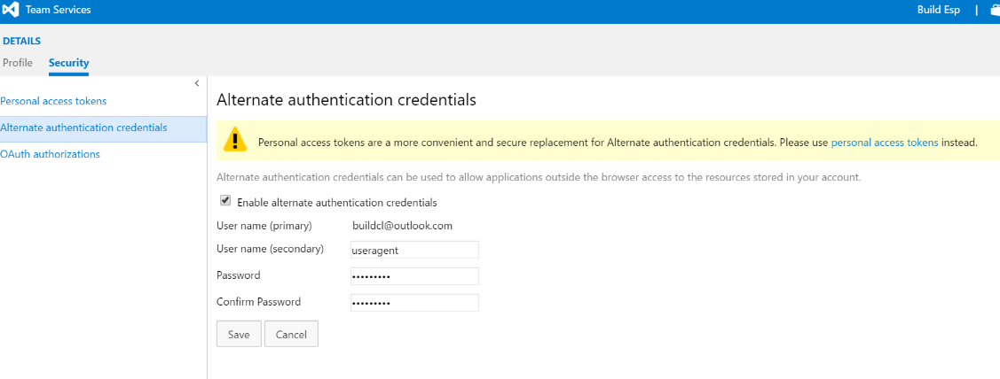 Team Services
Build Esp |
DETAILS
Profile Security
Personal access tokens
Alternate authentication credentials
OAuth authorizations
Alternate authentication credentials
Personal access tokens are a more convenient and secure replacement for Alternate authentication credentials. Please use personal access tokens instead.
Alternate authentication credentials can be used to allow applications outside the browser access to the resources stored in your account.
Enable alternate authentication credentials
User name (primary) buildcl@outlook.com
User name (secondary) useragent
Password •••••••••
Confirm Password •••••••••
Save Cancel